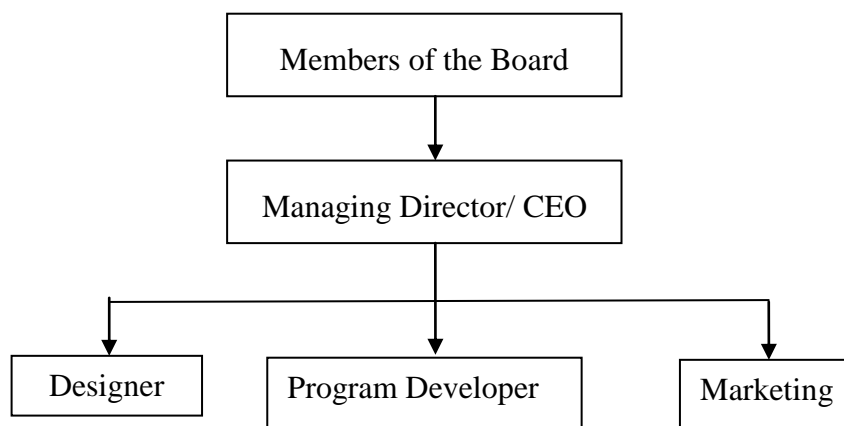 Members of the Board
Managing Director/ CEO
Designer
Program Developer
Marketing